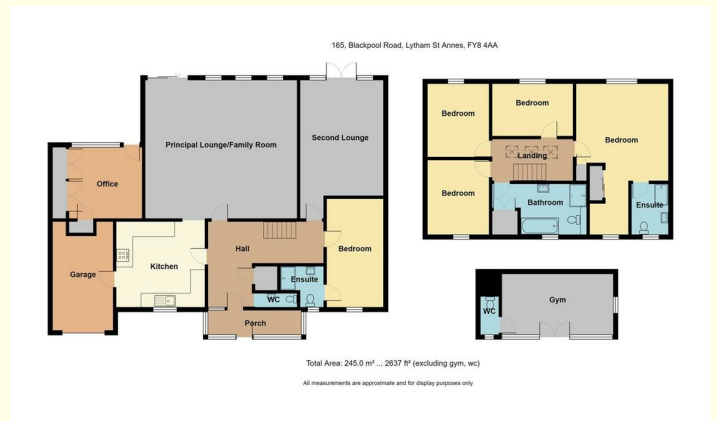 165, Blackpool Road, Lytham St Annes, FY8 4AA
Principal Lounge/Family Room
Second Lounge
Office
Garage
Kitchen
Hall
Bedroom
Ensuite
WC
Porch
Bedroom
Bedroom
Bedroom
Landing
Bedroom
Bathroom
Ensuite
Gym
WC
Total Area: 245.0 m² ... 2637 ft² (excluding gym, wc)
All measurements are approximate and for display purposes only